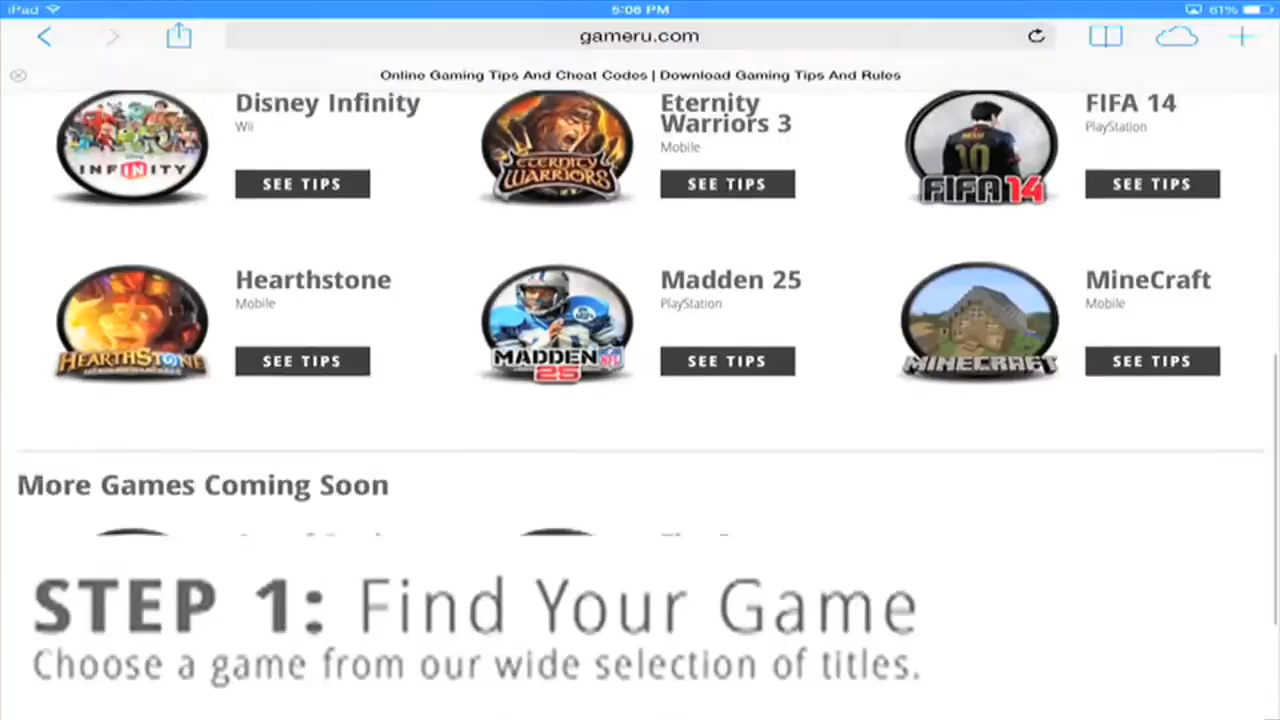 iPad 5:06 PM 61%
gameru.com
Online Gaming Tips And Cheat Codes | Download Gaming Tips And Rules
Disney Infinity
Wii
INFINITY
SEE TIPS
Eternity
Warriors 3
Mobile
ETERNITY
WARRIORS
SEE TIPS
FIFA 14
PlayStation
10
FIFA 14
SEE TIPS
Hearthstone
Mobile
HEARTHSTONE
SEE TIPS
Madden 25
PlayStation
MADDEN NFL
25
SEE TIPS
MineCraft
Mobile
MINECRAFT
SEE TIPS
More Games Coming Soon
STEP 1: Find Your Game
Choose a game from our wide selection of titles.